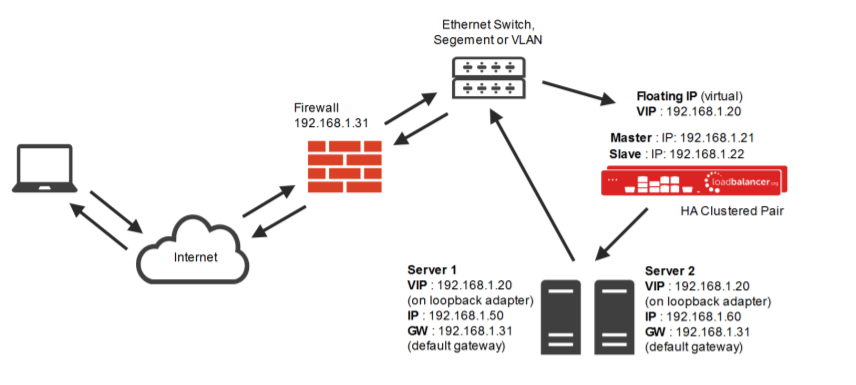 Ethernet Switch,
Segement or VLAN
Firewall
192.168.1.31
Floating IP (virtual)
VIP : 192.168.1.20
Master : IP: 192.168.1.21
Slave : IP: 192.168.1.22
loadbalancer.org
HA Clustered Pair
Internet
Server 1
VIP : 192.168.1.20
(on loopback adapter)
IP : 192.168.1.50
GW : 192.168.1.31
(default gateway)
Server 2
VIP : 192.168.1.20
(on loopback adapter)
IP : 192.168.1.60
GW : 192.168.1.31
(default gateway)